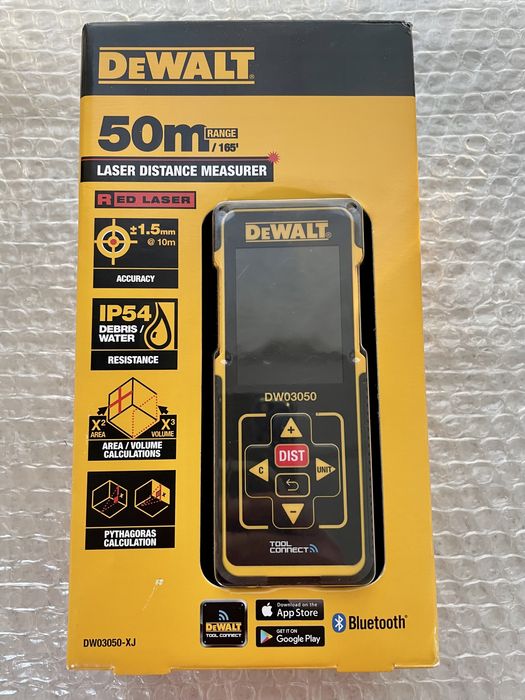 DEWALT®
50m RANGE / 165'
LASER DISTANCE MEASURER
RED LASER
±1.5mm
@ 10m
ACCURACY
IP54
DEBRIS /
WATER
RESISTANCE
X² X³
AREA VOLUME
AREA / VOLUME
CALCULATIONS
X
PYTHAGORAS
CALCULATION
DEWALT®
DW03050
+
C DIST UNIT
−
TOOL
CONNECT
DEWALT
TOOL CONNECT
Download on the
App Store
GET IT ON
Google Play
Bluetooth®
DW03050-XJ